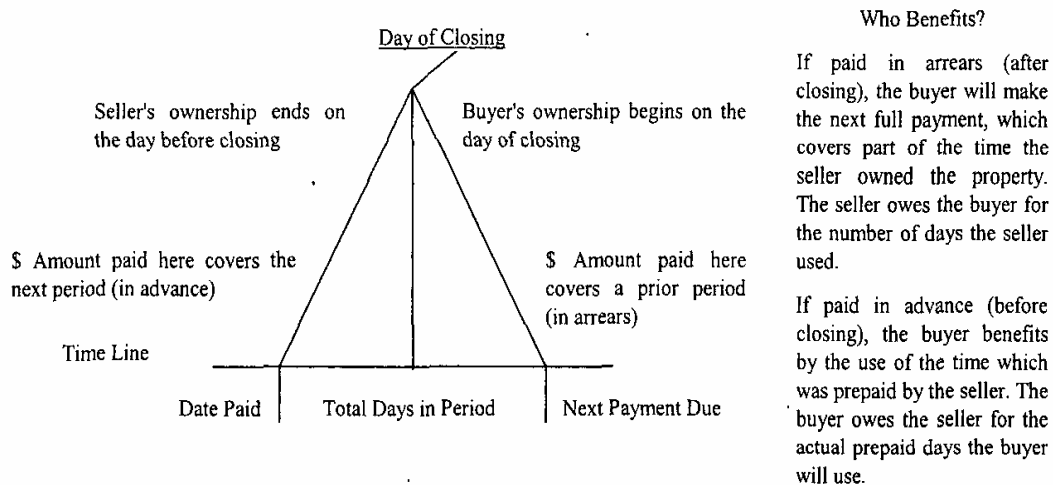 Day of Closing
Seller's ownership ends on
the day before closing
Buyer's ownership begins on the
day of closing
$ Amount paid here covers the
next period (in advance)
$ Amount paid here
covers a prior period
(in arrears)
Time Line
Date Paid
Total Days in Period
Next Payment Due
Who Benefits?
If paid in arrears (after
closing), the buyer will make
the next full payment, which
covers part of the time the
seller owned the property.
The seller owes the buyer for
the number of days the seller
used.
If paid in advance (before
closing), the buyer benefits
by the use of the time which
was prepaid by the seller. The
buyer owes the seller for the
actual prepaid days the buyer
will use.